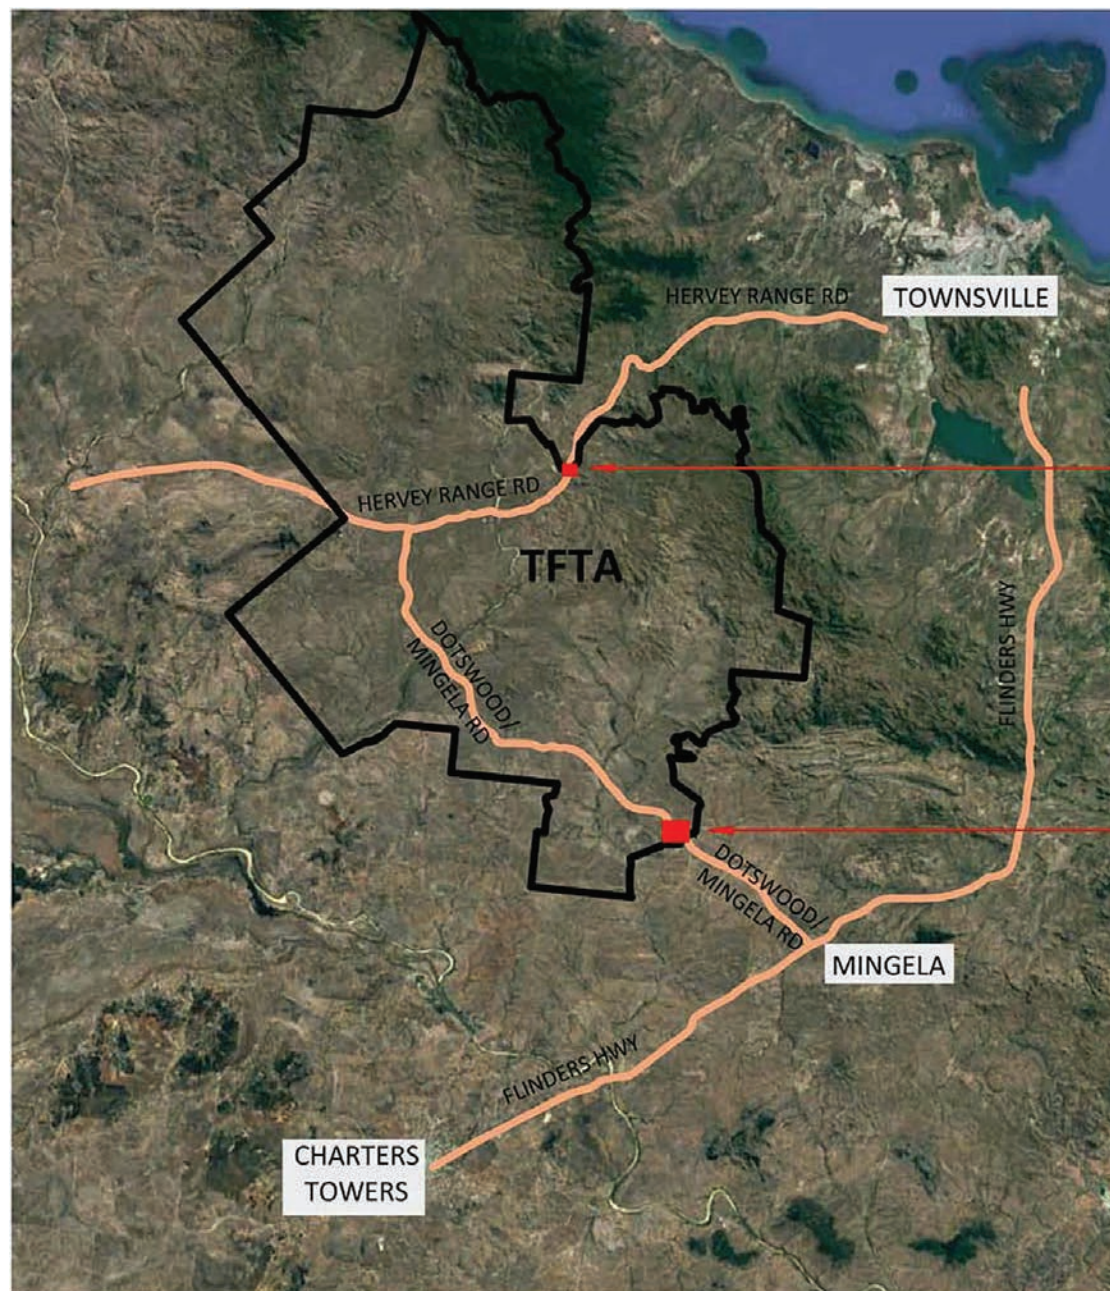 HERVEY RANGE RD
TOWNSVILLE
HERVEY RANGE RD
TFTA
FLINDERS HWY
DOTSWOOD/
MINGELA RD
DOTSWOOD/
MINGELA RD
MINGELA
FLINDERS HWY
CHARTERS
TOWERS